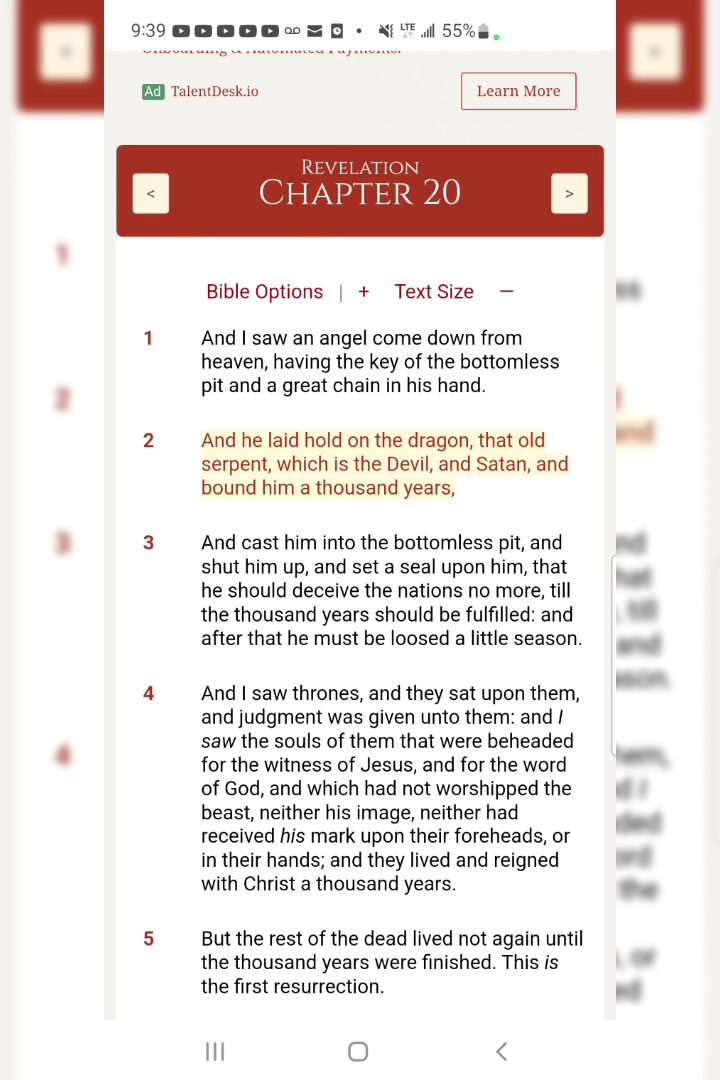 9:39 LTE 55%
Onboarding & Automated Payments.
Ad TalentDesk.io Learn More
REVELATION
< CHAPTER 20 >
Bible Options | + Text Size –
1 And I saw an angel come down from
heaven, having the key of the bottomless
pit and a great chain in his hand.
2 And he laid hold on the dragon, that old
serpent, which is the Devil, and Satan, and
bound him a thousand years,
3 And cast him into the bottomless pit, and
shut him up, and set a seal upon him, that
he should deceive the nations no more, till
the thousand years should be fulfilled: and
after that he must be loosed a little season.
4 And I saw thrones, and they sat upon them,
and judgment was given unto them: and I
saw the souls of them that were beheaded
for the witness of Jesus, and for the word
of God, and which had not worshipped the
beast, neither his image, neither had
received his mark upon their foreheads, or
in their hands; and they lived and reigned
with Christ a thousand years.
5 But the rest of the dead lived not again until
the thousand years were finished. This is
the first resurrection.